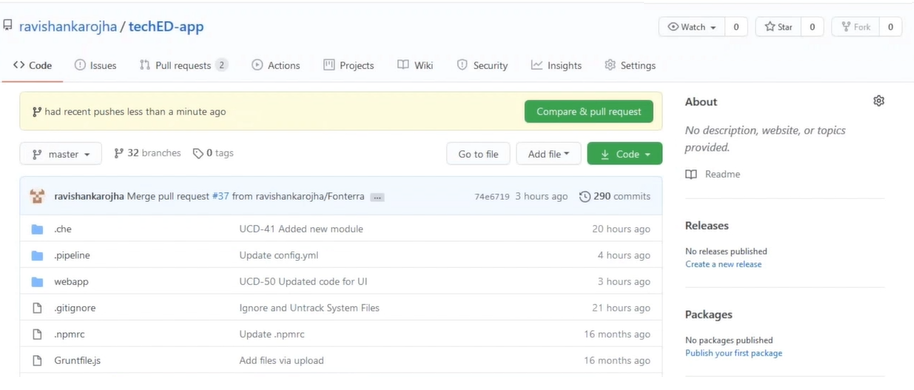 ravishankarojha / techED-app
Watch 0 Star 0 Fork 0
Code Issues Pull requests 2 Actions Projects Wiki Security Insights Settings
had recent pushes less than a minute ago Compare & pull request
master 32 branches 0 tags Go to file Add file Code
ravishankarojha Merge pull request #37 from ravishankarojha/Fonterra ... 74e6719 3 hours ago 290 commits
.che UCD-41 Added new module 20 hours ago
.pipeline Update config.yml 4 hours ago
webapp UCD-50 Updated code for UI 3 hours ago
.gitignore Ignore and Untrack System Files 21 hours ago
.npmrc Update .npmrc 16 months ago
Gruntfile.js Add files via upload 16 months ago
About
No description, website, or topics
provided.
Readme
Releases
No releases published
Create a new release
Packages
No packages published
Publish your first package